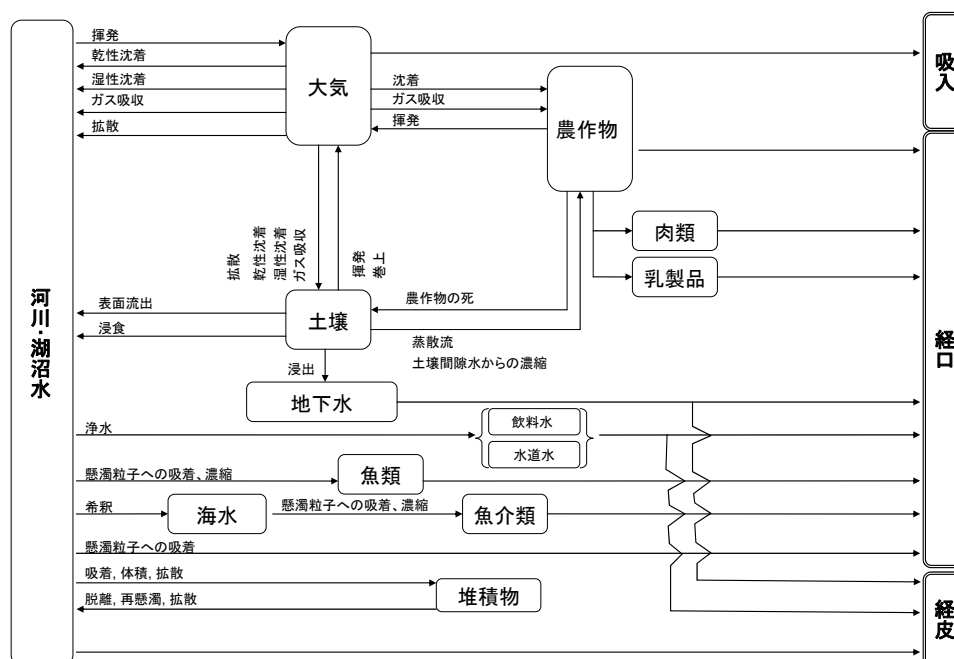 揮発
乾性沈着
湿性沈着
ガス吸収
拡散
大気
沈着
ガス吸収
揮発
農作物
吸入
拡散
乾性沈着
湿性沈着
ガス吸収
揮発
巻上
肉類
乳製品
河川・湖沼水
表面流出
浸食
土壌
農作物の死
蒸散流
土壌間隙水からの濃縮
経口
浸出
地下水
浄水
飲料水
水道水
懸濁粒子への吸着、濃縮
魚類
希釈
海水
懸濁粒子への吸着、濃縮
魚介類
懸濁粒子への吸着
吸着, 体積, 拡散
脱離, 再懸濁, 拡散
堆積物
経皮